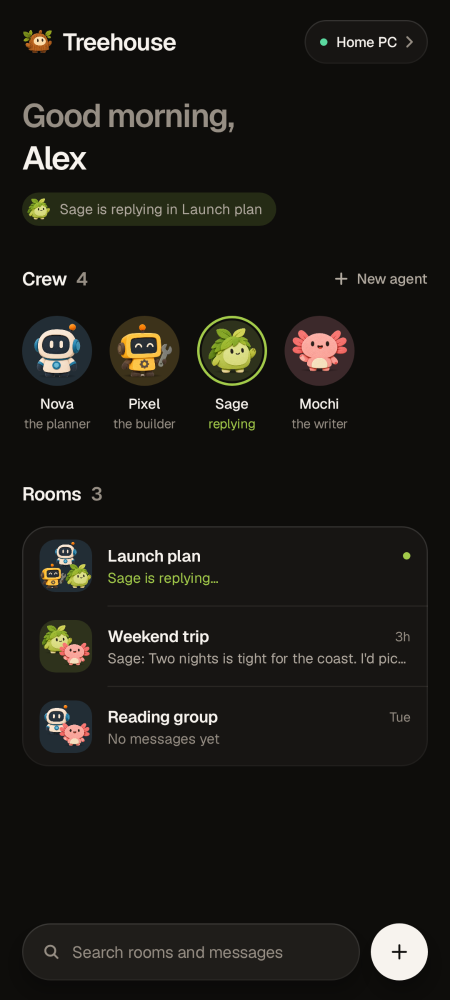 Treehouse
Home PC
Good morning,
Alex
Sage is replying in Launch plan
Crew 4
+ New agent
Nova
Pixel
Sage
Mochi
the planner
the builder
replying
the writer
Rooms 3
Launch plan
Sage is replying…
Weekend trip
3h
Sage: Two nights is tight for the coast. I'd pic…
Reading group
Tue
No messages yet
Search rooms and messages
+